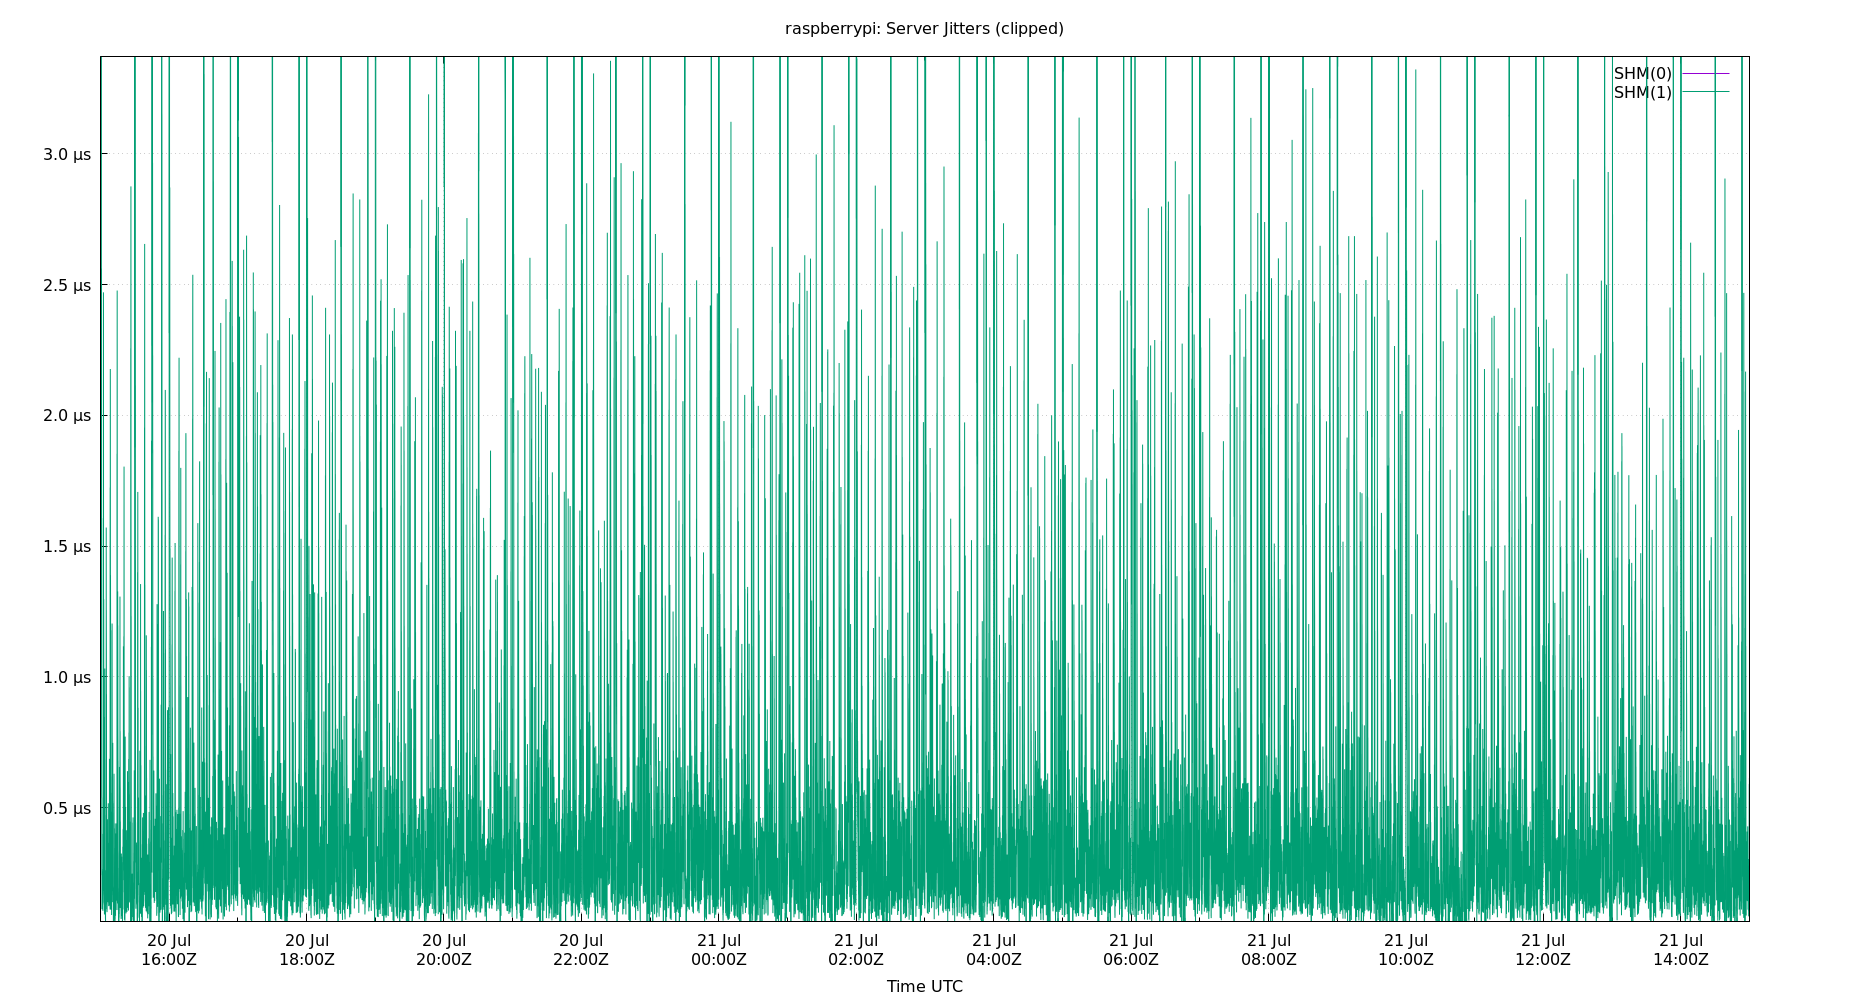 raspberrypi: Server Jitters (clipped)
SHM(0)
SHM(1)
3.0 µs
2.5 µs
2.0 µs
1.5 µs
1.0 µs
0.5 µs
20 Jul 20 Jul 20 Jul 20 Jul 21 Jul 21 Jul 21 Jul 21 Jul 21 Jul 21 Jul 21 Jul 21 Jul
16:00Z 18:00Z 20:00Z 22:00Z 00:00Z 02:00Z 04:00Z 06:00Z 08:00Z 10:00Z 12:00Z 14:00Z
Time UTC